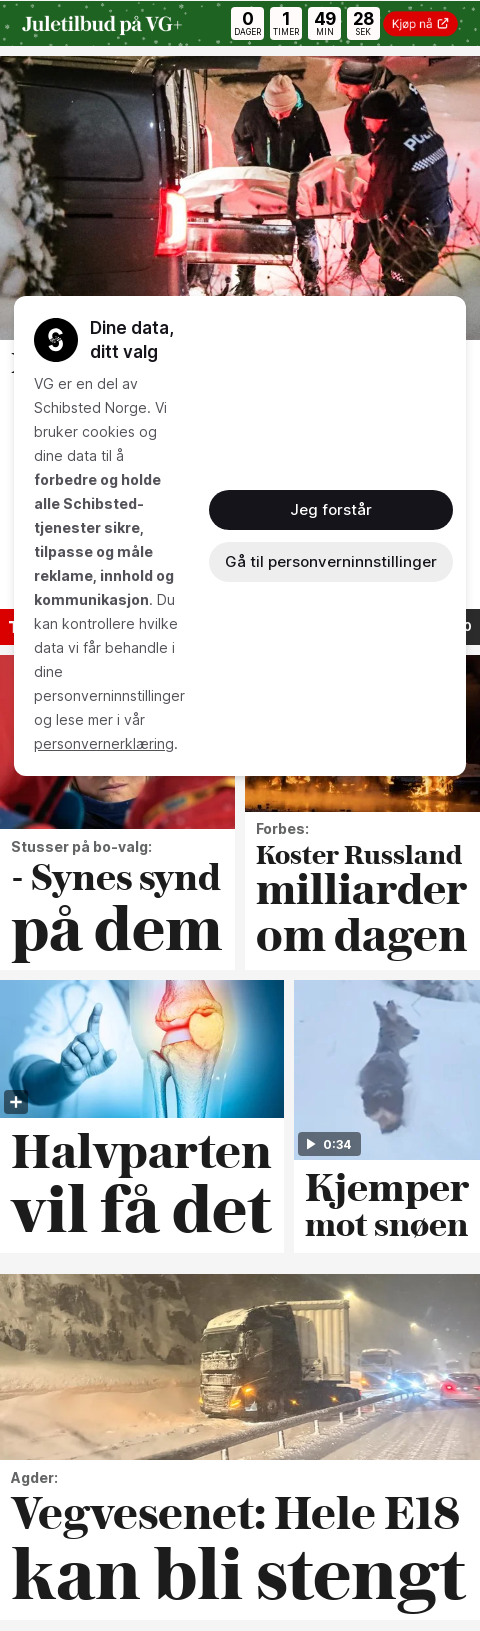 Juletilbud på VG+
0 DAGER
1 TIMER
49 MIN
28 SEK
Kjøp nå
POL
Dine data,
ditt valg
VG er en del av
Schibsted Norge. Vi
bruker cookies og
dine data til å
forbedre og holde
alle Schibsted-
tjenester sikre,
tilpasse og måle
reklame, innhold og
kommunikasjon. Du
kan kontrollere hvilke
data vi får behandle i
dine
personverninnstillinger
og lese mer i vår
personvernerklæring.
Jeg forstår
Gå til personverninnstillinger
Stusser på bo-valg:
- Synes synd
på dem
Forbes:
Koster Russland
milliarder
om dagen
Halvparten
vil få det
0:34
Kjemper
mot snøen
Agder:
Vegvesenet: Hele E18
kan bli stengt